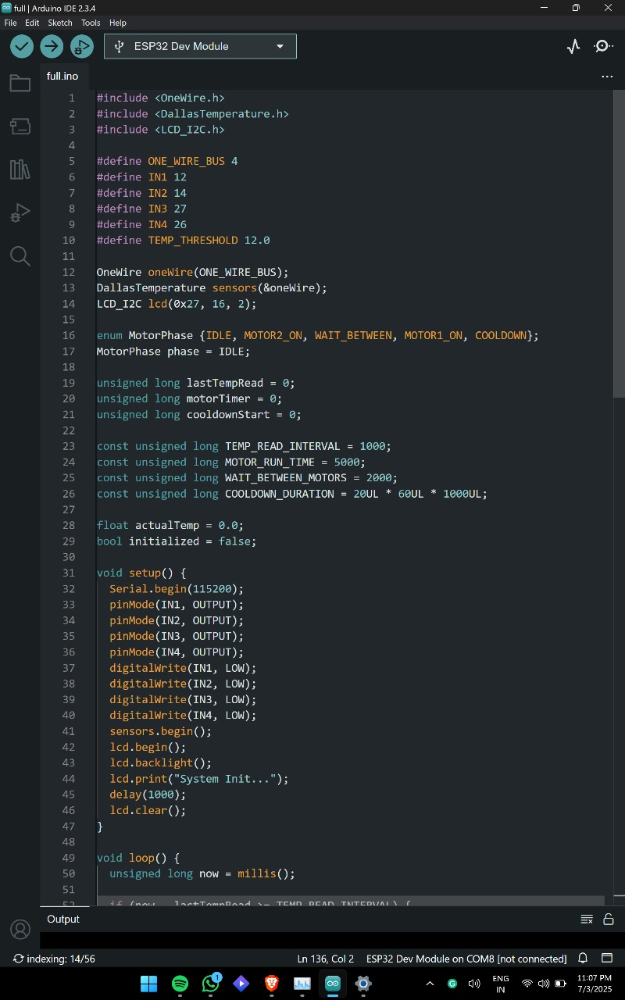 full | Arduino IDE 2.3.4
File Edit Sketch Tools Help
ESP32 Dev Module
full.ino
1 #include <OneWire.h>
2 #include <DallasTemperature.h>
3 #include <LCD_I2C.h>
4
5 #define ONE_WIRE_BUS 4
6 #define IN1 12
7 #define IN2 14
8 #define IN3 27
9 #define IN4 26
10 #define TEMP_THRESHOLD 12.0
11
12 OneWire oneWire(ONE_WIRE_BUS);
13 DallasTemperature sensors(&oneWire);
14 LCD_I2C lcd(0x27, 16, 2);
15
16 enum MotorPhase {IDLE, MOTOR2_ON, WAIT_BETWEEN, MOTOR1_ON, COOLDOWN};
17 MotorPhase phase = IDLE;
18
19 unsigned long lastTempRead = 0;
20 unsigned long motorTimer = 0;
21 unsigned long cooldownStart = 0;
22
23 const unsigned long TEMP_READ_INTERVAL = 1000;
24 const unsigned long MOTOR_RUN_TIME = 5000;
25 const unsigned long WAIT_BETWEEN_MOTORS = 2000;
26 const unsigned long COOLDOWN_DURATION = 20UL * 60UL * 1000UL;
27
28 float actualTemp = 0.0;
29 bool initialized = false;
30
31 void setup() {
32 Serial.begin(115200);
33 pinMode(IN1, OUTPUT);
34 pinMode(IN2, OUTPUT);
35 pinMode(IN3, OUTPUT);
36 pinMode(IN4, OUTPUT);
37 digitalWrite(IN1, LOW);
38 digitalWrite(IN2, LOW);
39 digitalWrite(IN3, LOW);
40 digitalWrite(IN4, LOW);
41 sensors.begin();
42 lcd.begin();
43 lcd.backlight();
44 lcd.print("System Init...");
45 delay(1000);
46 lcd.clear();
47 }
48
49 void loop() {
50 unsigned long now = millis();
51
52 if (now - lastTempRead >= TEMP_READ_INTERVAL) {
Output
indexing: 14/56 Ln 136, Col 2 ESP32 Dev Module on COM8 [not connected]
1
ENG
IN
11:07 PM
7/3/2025